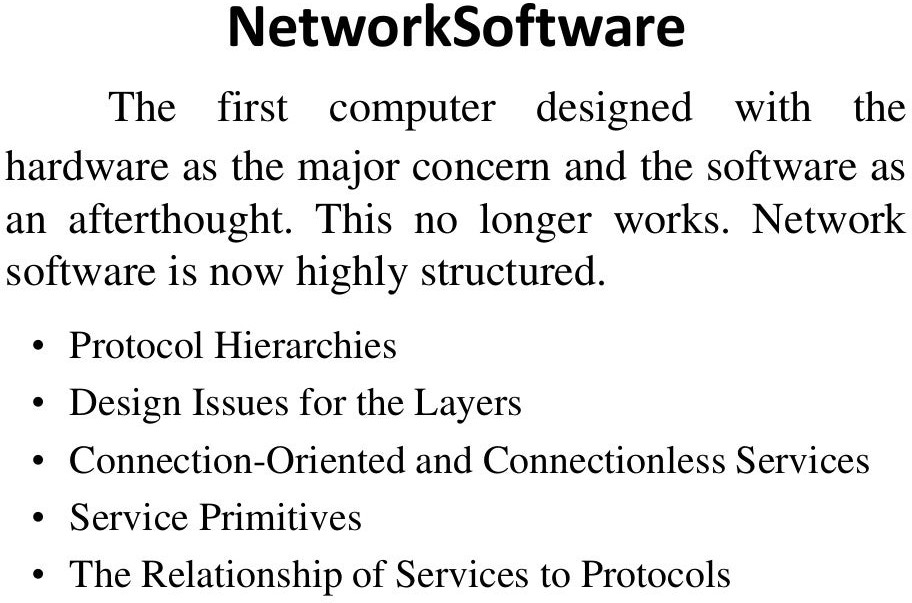 NetworkSoftware
The first computer designed with the
hardware as the major concern and the software as
an afterthought. This no longer works. Network
software is now highly structured.
• Protocol Hierarchies
• Design Issues for the Layers
• Connection-Oriented and Connectionless Services
• Service Primitives
• The Relationship of Services to Protocols